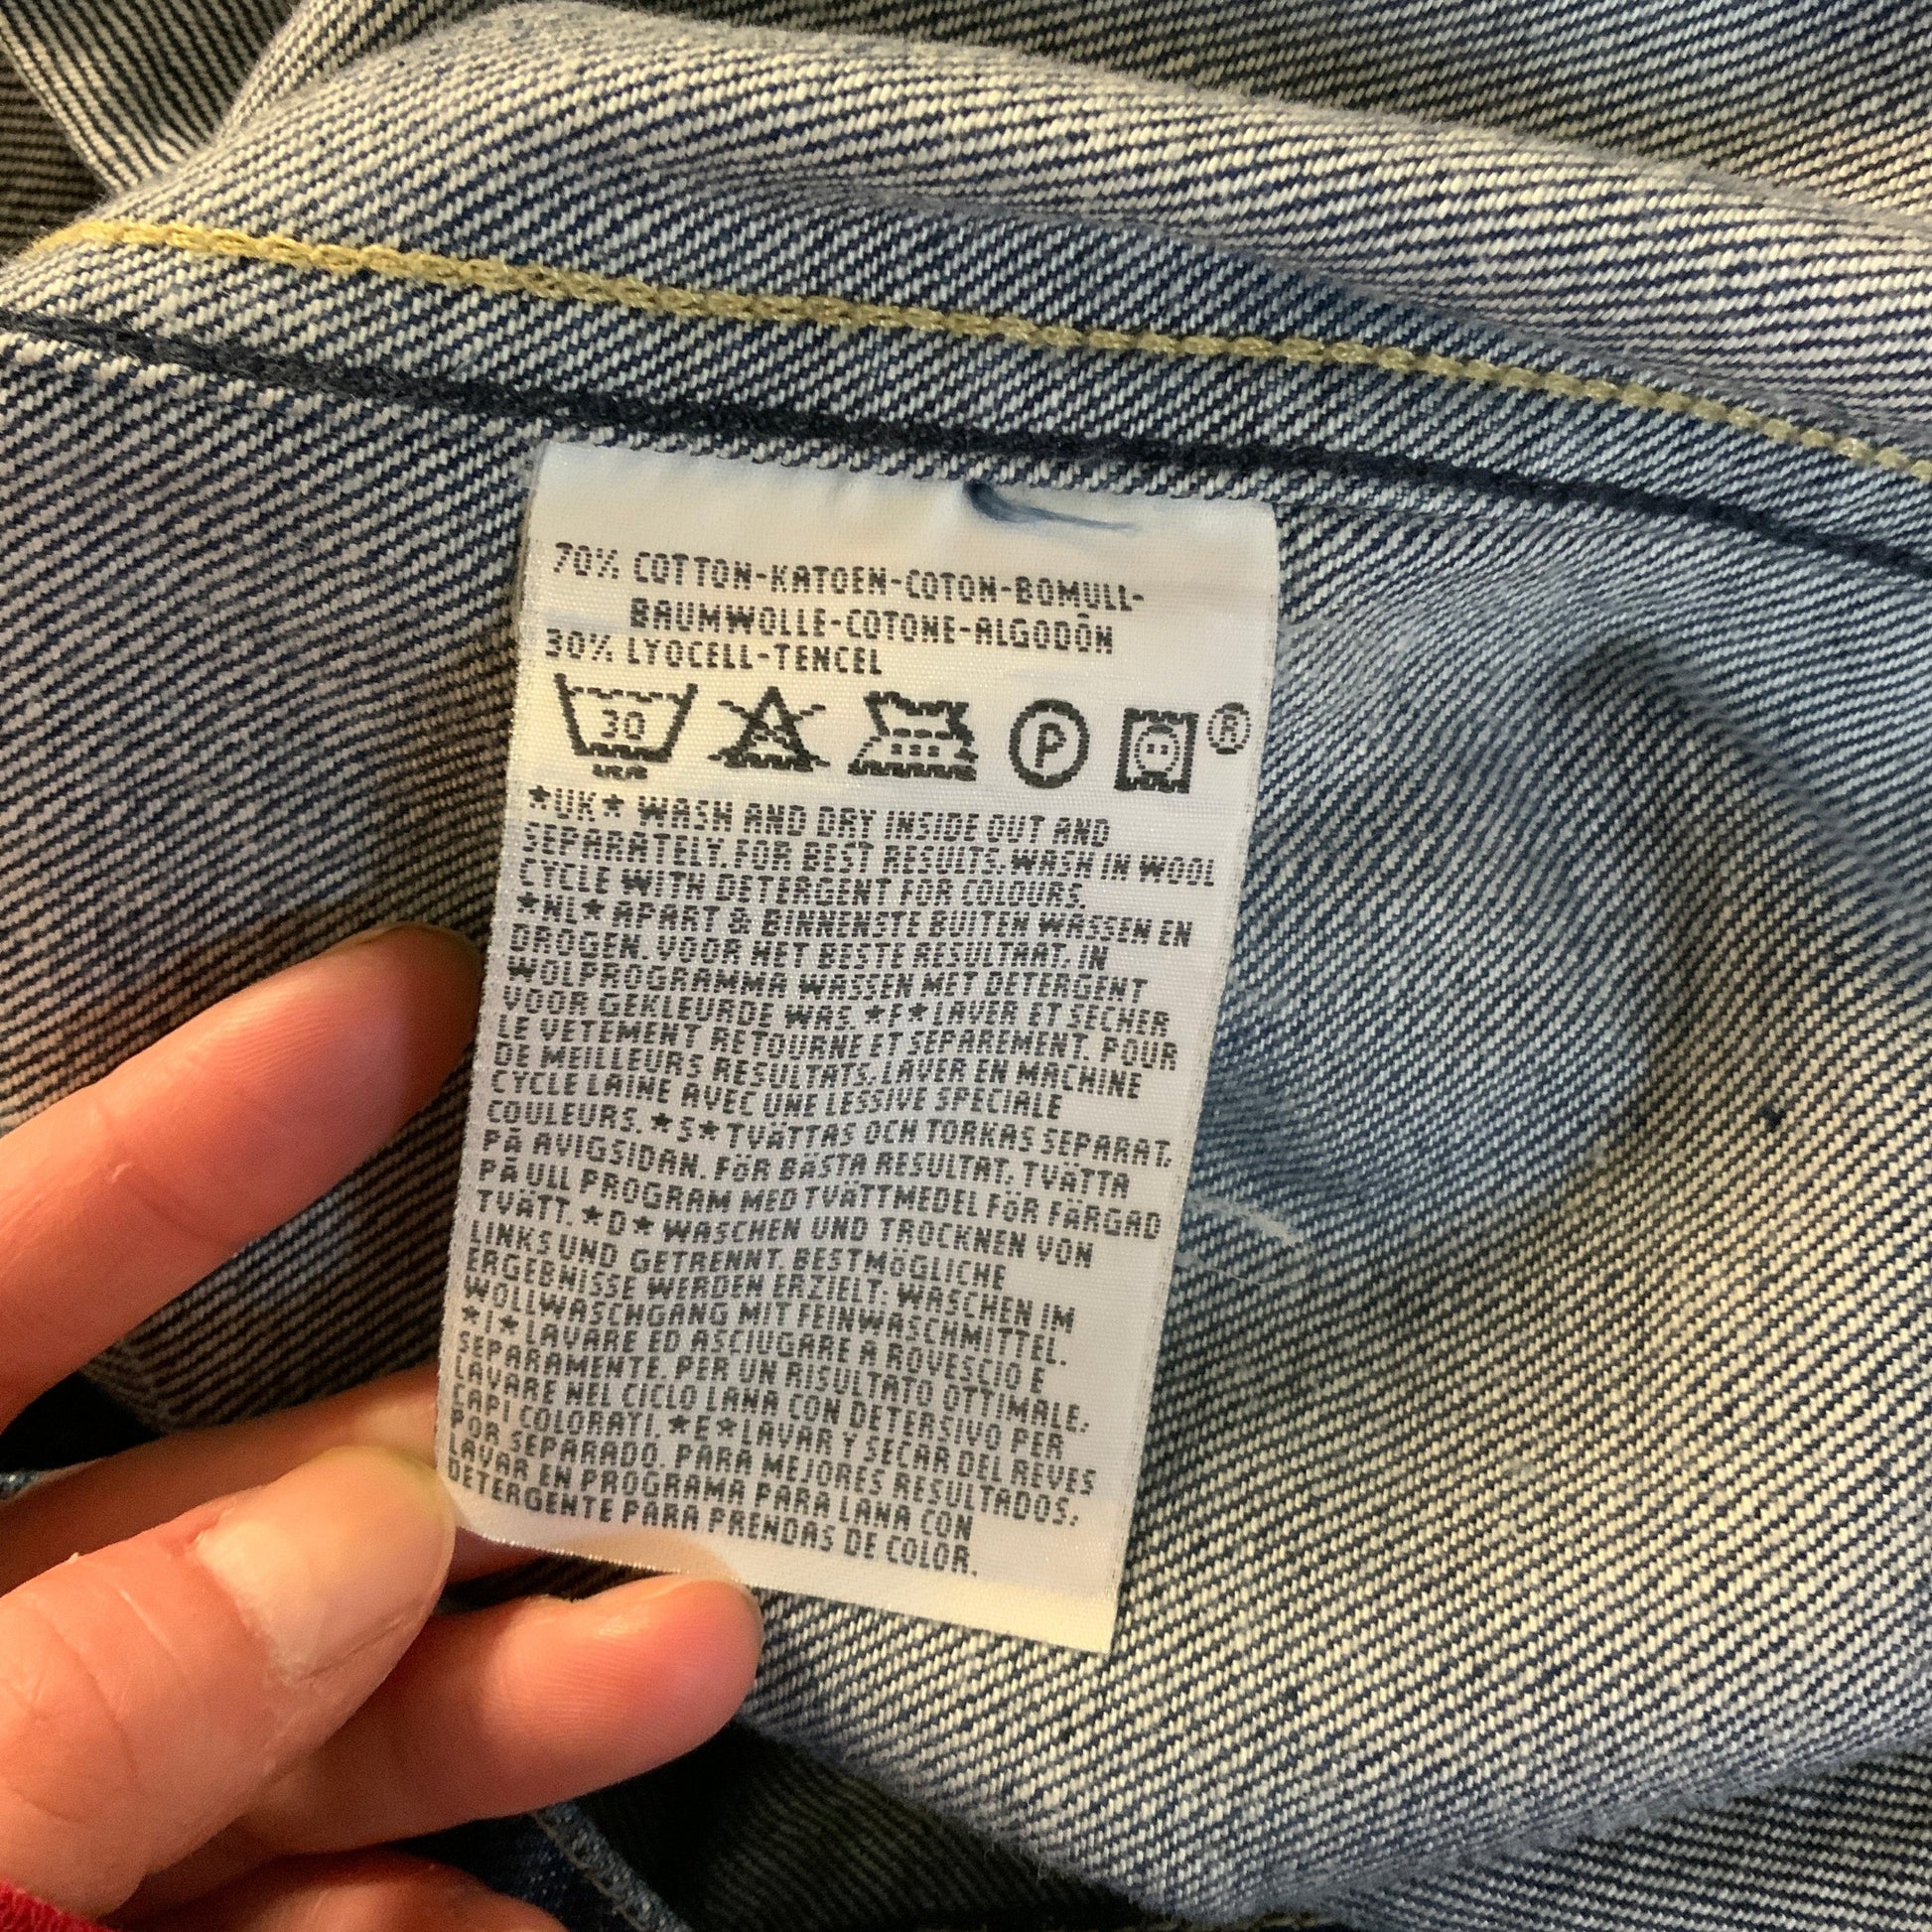 70% COTTON-KATOEN-COTON-BOMULL-
BAUMWOLLE-COTONE-ALGODÓN
30% LYOCELL-TENCEL
30 P ®
*UK* WASH AND DRY INSIDE OUT AND
SEPARATELY. FOR BEST RESULTS. WASH IN WOOL
CYCLE WITH DETERGENT FOR COLOURS.
*NL* APART & BINNENSTE BUITEN WASSEN EN
DROGEN. VOOR HET BESTE RESULTAAT. IN
WOLPROGRAMMA WASSEN MET DETERGENT
VOOR GEKLEURDE WAS. *F* LAVER ET SECHER
LE VETEMENT RETOURNE ET SEPAREMENT. POUR
DE MEILLEURS RESULTATS. LAVER EN MACHINE
CYCLE LAINE AVEC UNE LESSIVE SPECIALE
COULEURS. *S* TVÄTTAS OCH TORKAS SEPARAT.
PÅ AVIGSIDAN. FÖR BÄSTA RESULTAT. TVÄTTA
PÅ ULL PROGRAM MED TVÄTTMEDEL FÖR FÄRGAD
TVÄTT. *D* WASCHEN UND TROCKNEN VON
LINKS UND GETRENNT. BESTMÖGLICHE
ERGEBNISSE WERDEN ERZIELT: WASCHEN IM
WOLLWASCHGANG MIT FEINWASCHMITTEL.
*I* LAVARE ED ASCIUGARE A ROVESCIO E
SEPARAMENTE. PER UN RISULTATO OTTIMALE.
LAVARE NEL CICLO LANA CON DETERSIVO PER
CAPI COLORATI. *E* LAVAR Y SECAR DEL REVES
POR SEPARADO. PARA MEJORES RESULTADOS:
LAVAR EN PROGRAMA PARA LANA CON
DETERGENTE PARA PRENDAS DE COLOR.